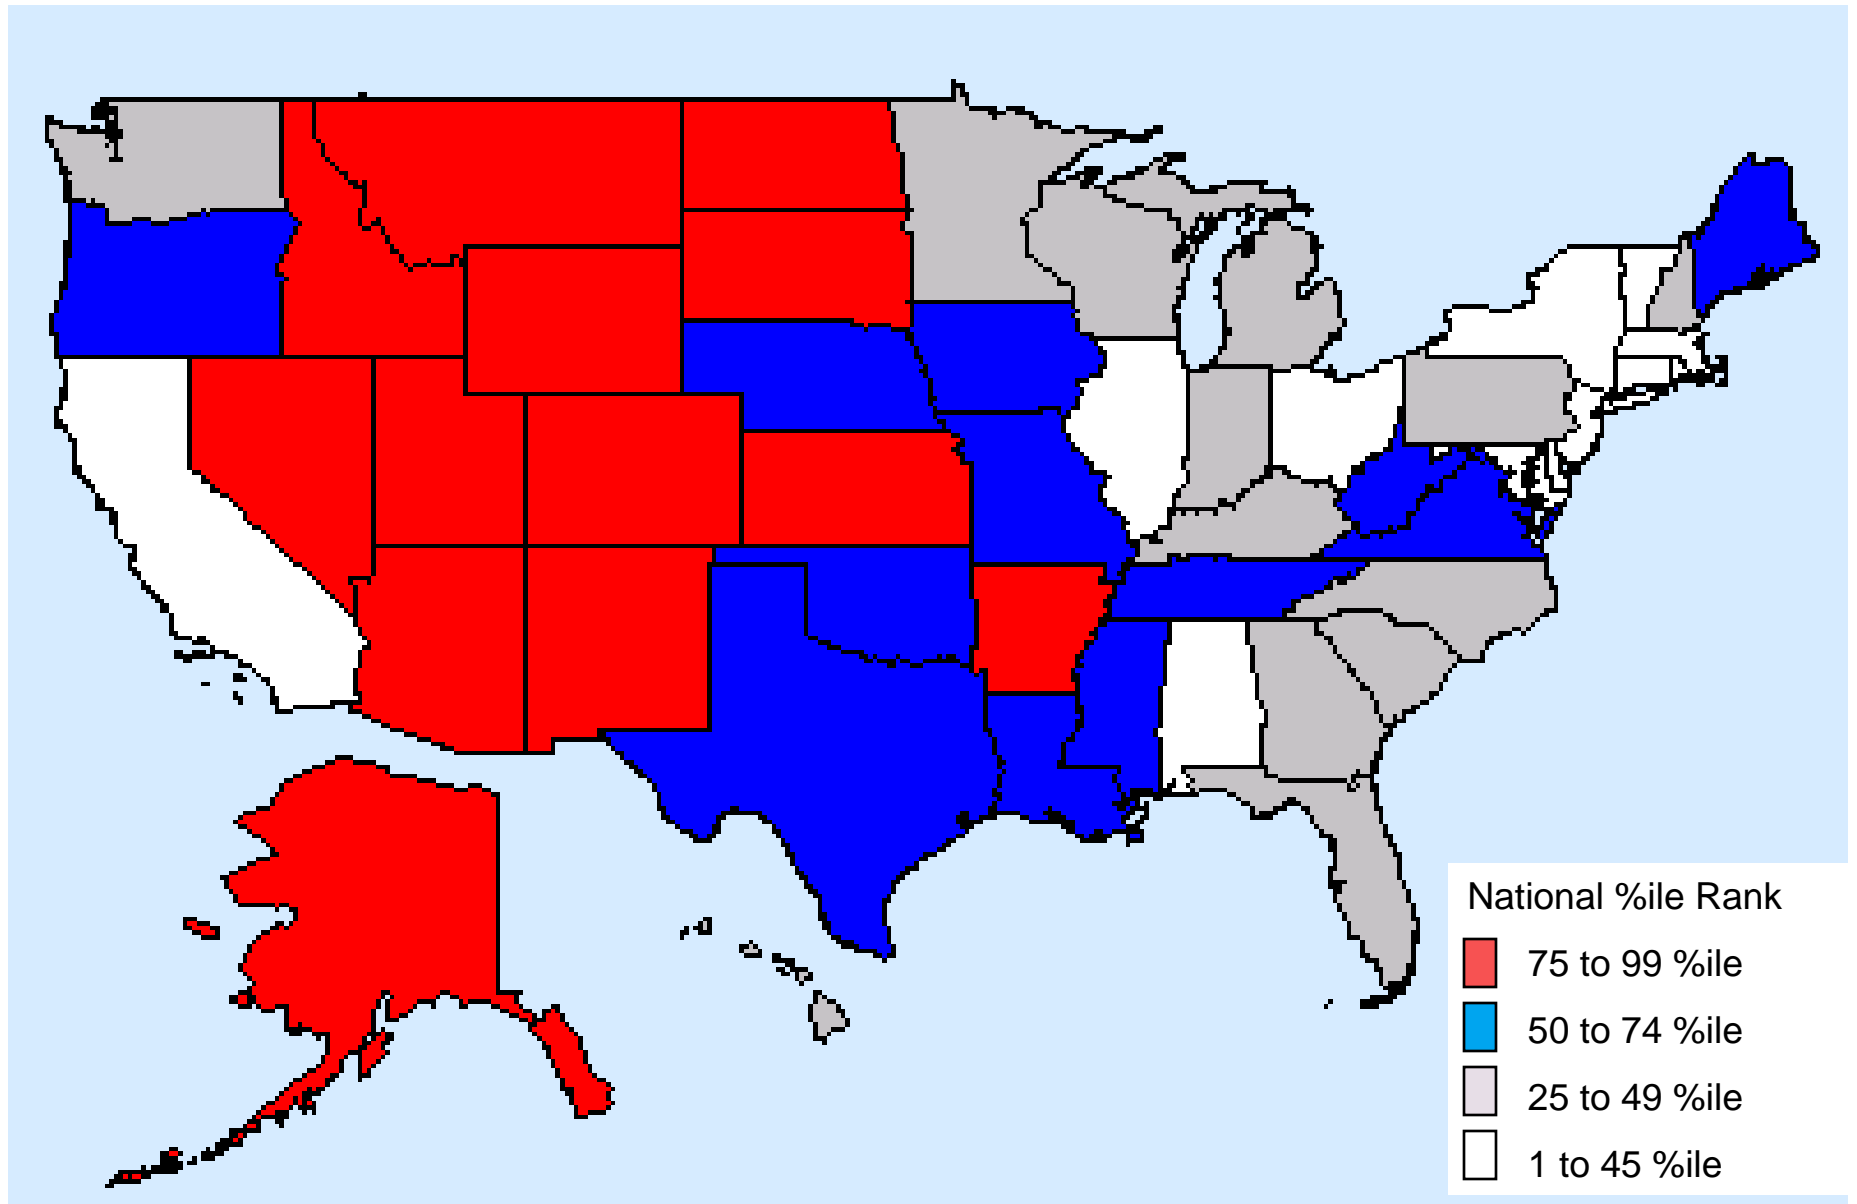 National %ile Rank
75 to 99 %ile
50 to 74 %ile
25 to 49 %ile
1 to 45 %ile